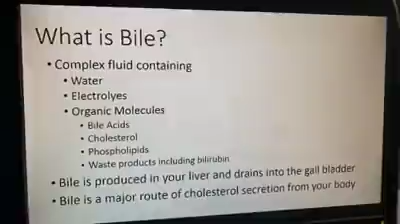 What is Bile?
• Complex fluid containing
• Water
• Electrolyes
• Organic Molecules
• Bile Acids
• Cholesterol
• Phospholipids
• Waste products including bilirubin
• Bile is produced in your liver and drains into the gall bladder
• Bile is a major route of cholesterol secretion from your body